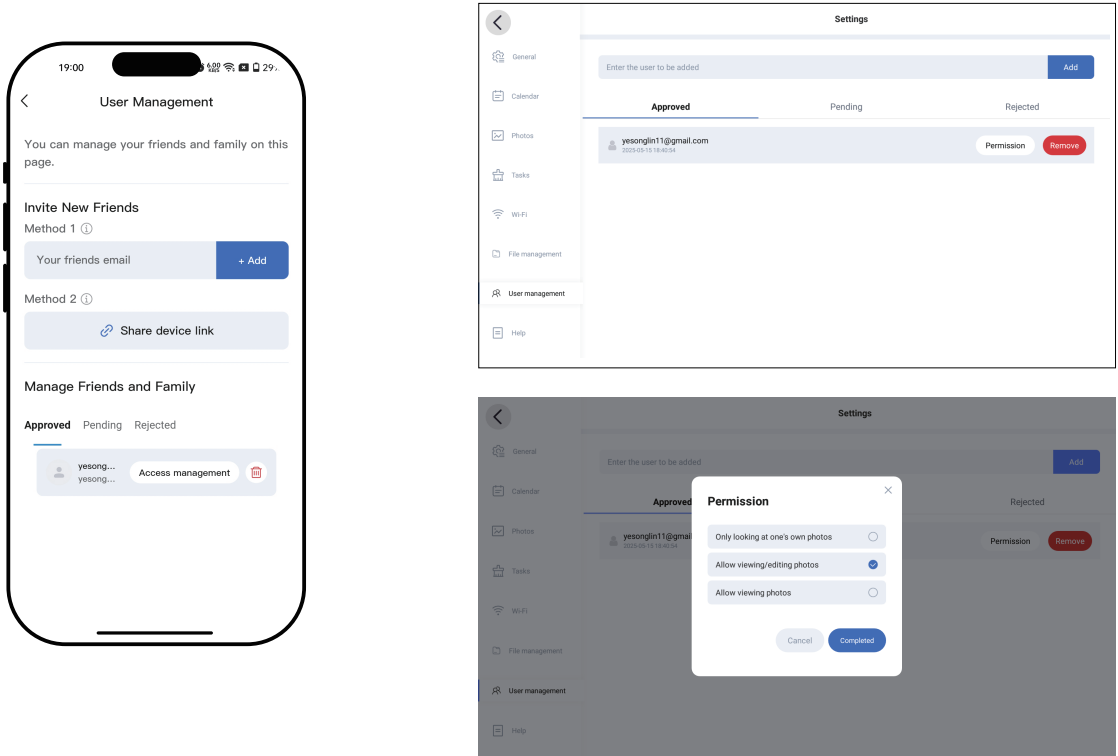 19:00
6.00
KB/S
29
User Management
You can manage your friends and family on this
page.
Invite New Friends
Method 1
Your friends email
+ Add
Method 2
Share device link
Manage Friends and Family
Approved Pending Rejected
yesong...
yesong...
Access management
Settings
General
Calendar
Photos
Tasks
Wi-Fi
File management
User management
Help
Enter the user to be added
Add
Approved Pending Rejected
yesonglin11@gmail.com
2025-05-15 18:40:54
Permission
Remove
Settings
General
Calendar
Photos
Tasks
Wi-Fi
File management
User management
Help
Enter the user to be added
Add
Approved
Rejected
yesonglin11@gmail
2025-05-15 18:40:54
Permission
Remove
Permission
Only looking at one's own photos
Allow viewing/editing photos
Allow viewing photos
Cancel
Completed